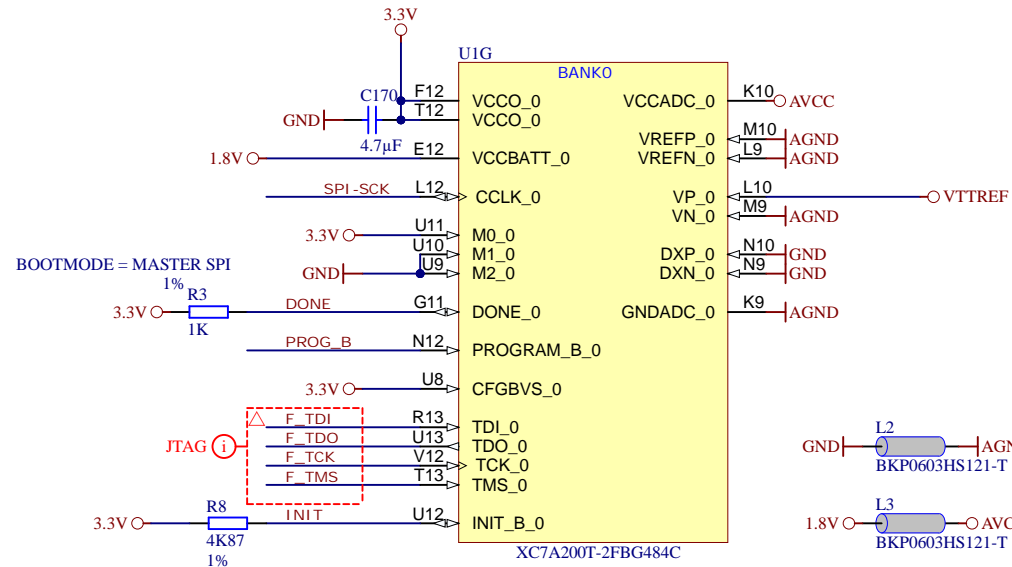 3.3V
U1G
BANK0
C170
GND
4.7µF
F12
VCCO_0
T12
VCCO_0
VCCADC_0
K10
AVCC
VREFP_0
M10
AGND
1.8V
E12
VCCBATT_0
VREFN_0
L9
AGND
SPI-SCK
L12
CCLK_0
VP_0
L10
VTTREF
VN_0
M9
AGND
3.3V
U11
M0_0
U10
M1_0
DXP_0
N10
GND
BOOTMODE = MASTER SPI
GND
U9
M2_0
DXN_0
N9
GND
1%
R3
3.3V
1K
DONE
G11
DONE_0
GNDADC_0
K9
AGND
PROG_B
N12
PROGRAM_B_0
3.3V
U8
CFGBVS_0
JTAG
i
F_TDI
R13
TDI_0
F_TDO
U13
TDO_0
F_TCK
V12
TCK_0
F_TMS
T13
TMS_0
L2
GND
AGN
BKP0603HS121-T
R8
3.3V
4K87
1%
INIT
U12
INIT_B_0
L3
1.8V
AVC
BKP0603HS121-T
XC7A200T-2FBG484C